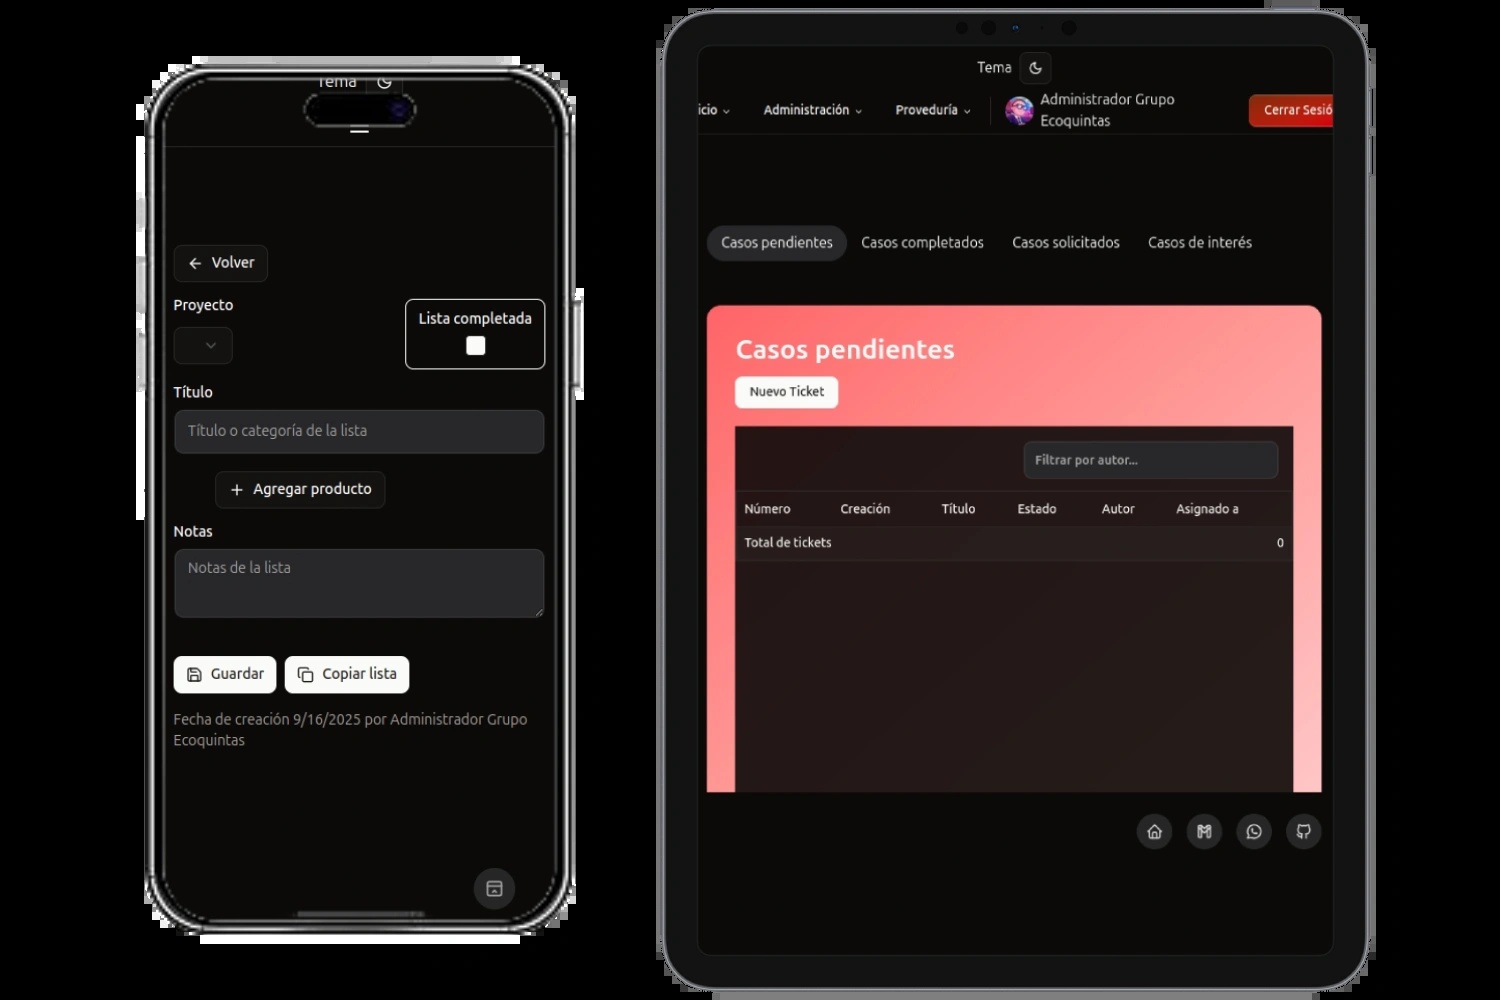 Tema
Volver
Proyecto
Lista completada
Título
Título o categoría de la lista
Agregar producto
Notas
Notas de la lista
Guardar
Copiar lista
Fecha de creación 9/16/2025 por Administrador Grupo
Ecoquintas
Tema
icio
Administración
Proveduría
Administrador Grupo
Ecoquintas
Cerrar Sesió
Casos pendientes
Casos completados
Casos solicitados
Casos de interés
Casos pendientes
Nuevo Ticket
Filtrar por autor...
Número Creación Título Estado Autor Asignado a
Total de tickets 0